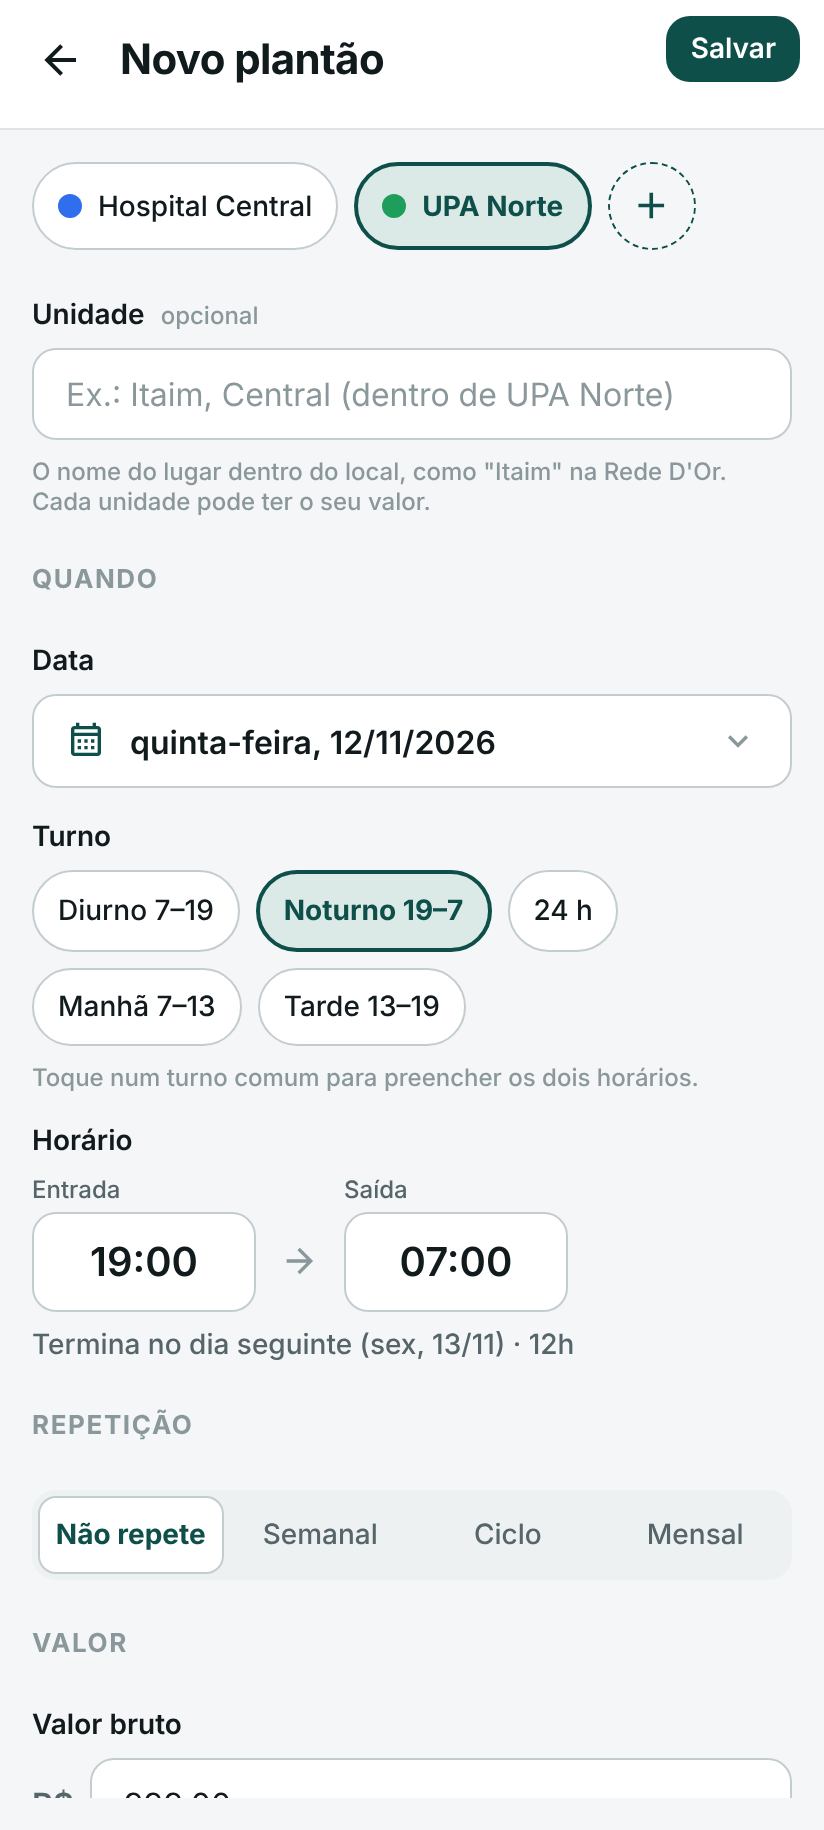 Novo plantão
Salvar
Hospital Central
UPA Norte
Unidade opcional
Ex.: Itaim, Central (dentro de UPA Norte)
O nome do lugar dentro do local, como "Itaim" na Rede D'Or.
Cada unidade pode ter o seu valor.
QUANDO
Data
quinta-feira, 12/11/2026
Turno
Diurno 7–19
Noturno 19–7
24 h
Manhã 7–13
Tarde 13–19
Toque num turno comum para preencher os dois horários.
Horário
Entrada
Saída
19:00
07:00
Termina no dia seguinte (sex, 13/11) · 12h
REPETIÇÃO
Não repete
Semanal
Ciclo
Mensal
VALOR
Valor bruto
R$